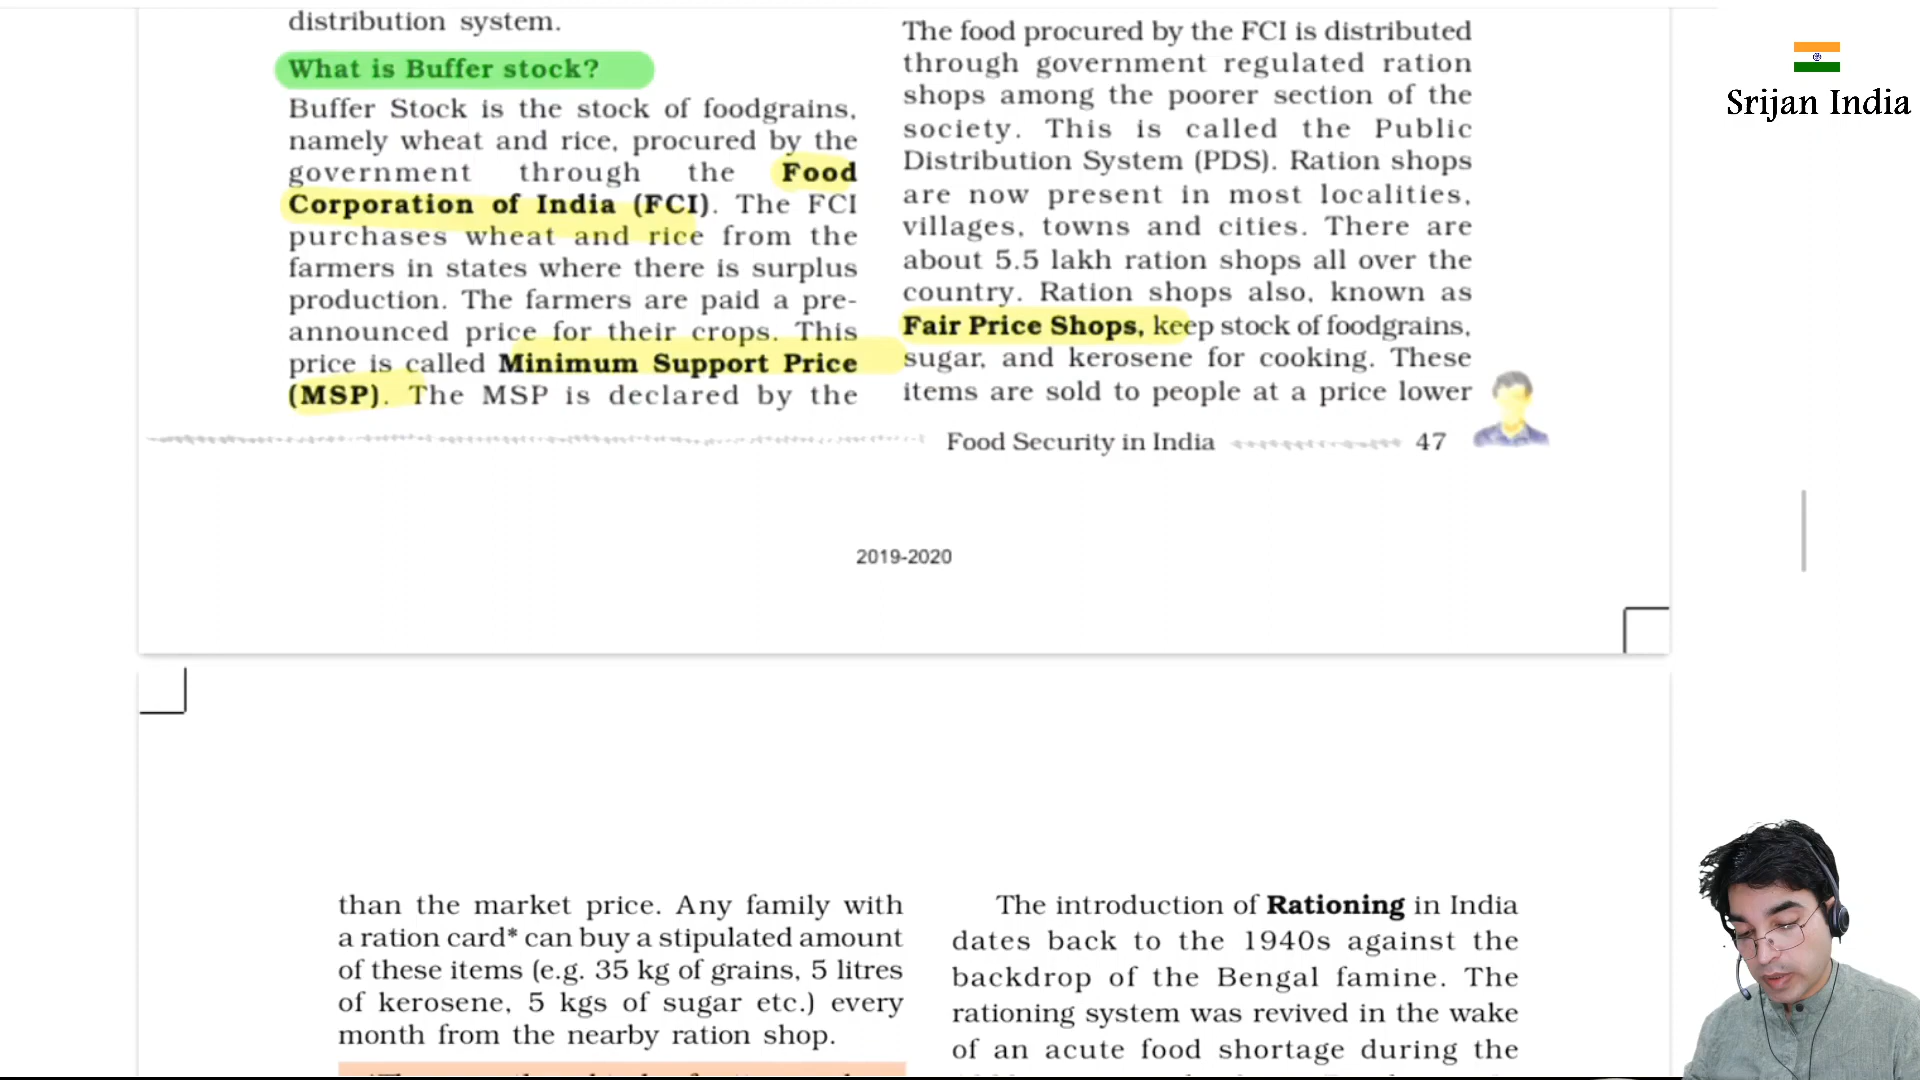 distribution system.
What is Buffer stock?
Buffer Stock is the stock of foodgrains,
namely wheat and rice, procured by the
government through the Food
Corporation of India (FCI). The FCI
purchases wheat and rice from the
farmers in states where there is surplus
production. The farmers are paid a pre-
announced price for their crops. This
price is called Minimum Support Price
(MSP). The MSP is declared by the
The food procured by the FCI is distributed
through government regulated ration
shops among the poorer section of the
society. This is called the Public
Distribution System (PDS). Ration shops
are now present in most localities,
villages, towns and cities. There are
about 5.5 lakh ration shops all over the
country. Ration shops also, known as
Fair Price Shops, keep stock of foodgrains,
sugar, and kerosene for cooking. These
items are sold to people at a price lower
Food Security in India 47
2019-2020
than the market price. Any family with
a ration card* can buy a stipulated amount
of these items (e.g. 35 kg of grains, 5 litres
of kerosene, 5 kgs of sugar etc.) every
month from the nearby ration shop.
The introduction of Rationing in India
dates back to the 1940s against the
backdrop of the Bengal famine. The
rationing system was revived in the wake
of an acute food shortage during the
Srijan India